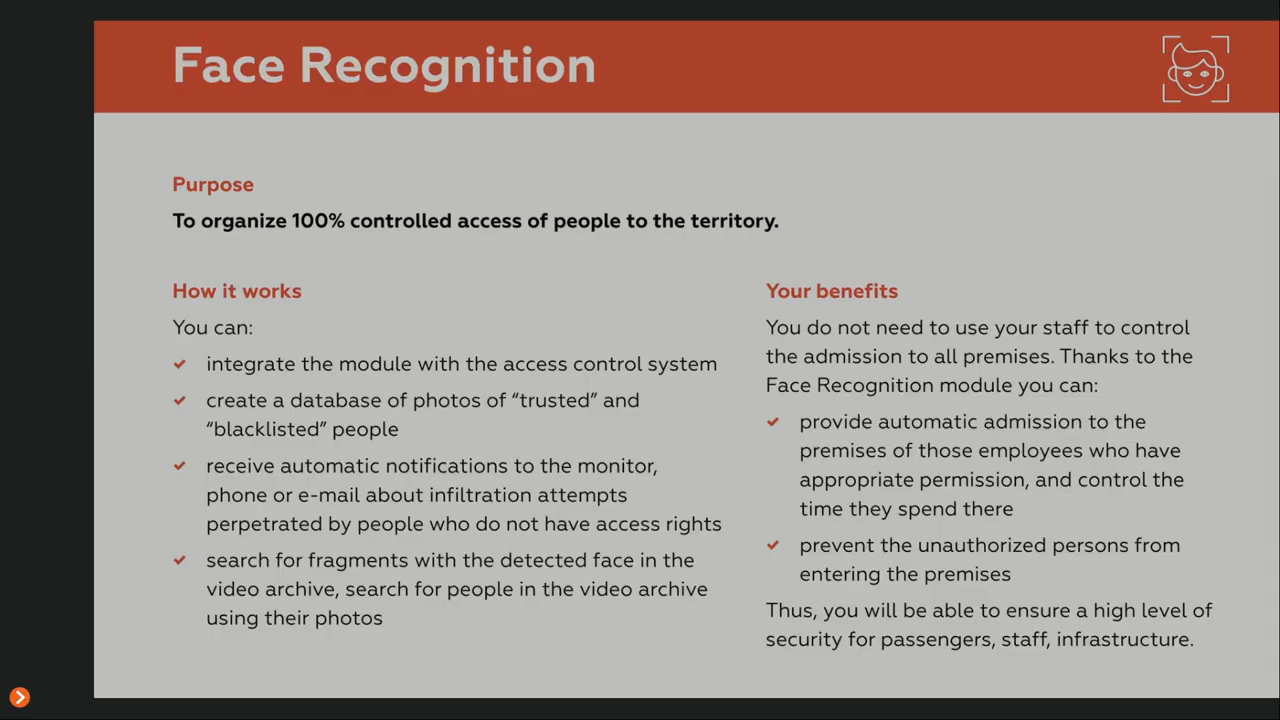 Face Recognition
Purpose
To organize 100% controlled access of people to the territory.
How it works
You can:
integrate the module with the access control system
create a database of photos of “trusted” and
“blacklisted” people
receive automatic notifications to the monitor,
phone or e-mail about infiltration attempts
perpetrated by people who do not have access rights
search for fragments with the detected face in the
video archive, search for people in the video archive
using their photos
Your benefits
You do not need to use your staff to control
the admission to all premises. Thanks to the
Face Recognition module you can:
provide automatic admission to the
premises of those employees who have
appropriate permission, and control the
time they spend there
prevent the unauthorized persons from
entering the premises
Thus, you will be able to ensure a high level of
security for passengers, staff, infrastructure.